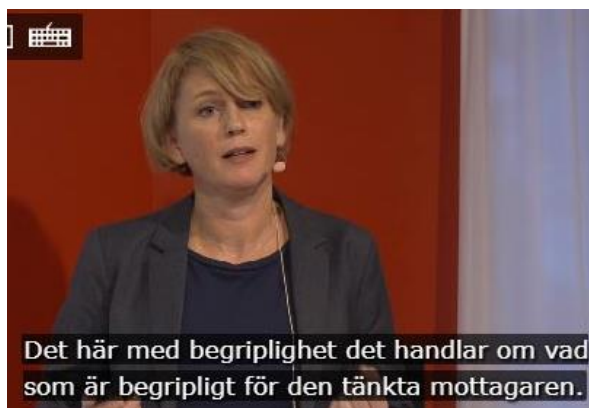 Det här med begriplighet det handlar om vad
som är begripligt för den tänkta mottagaren.